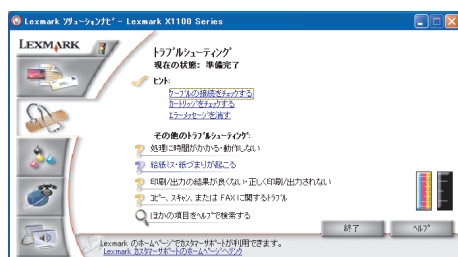 Lexmark ｿﾘｭｰｼｮﾝﾅﾋﾞ - Lexmark X1100 Series
LEXMARK
ﾄﾗﾌﾞﾙｼｭｰﾃｨﾝｸﾞ
現在の状態: 準備完了
ﾋﾝﾄ:
ｹｰﾌﾞﾙの接続をﾁｪｯｸする
ｶｰﾄﾘｯｼﾞをﾁｪｯｸする
ｴﾗｰﾒｯｾｰｼﾞを消す
その他のﾄﾗﾌﾞﾙｼｭｰﾃｨﾝｸﾞ:
処理に時間がかかる・動作しない
給紙ﾐｽ・紙づまりが起こる
印刷/出力の結果が良くない・正しく印刷/出力されない
ｺﾋﾟｰ、ｽｷｬﾝ、または FAX に関するﾄﾗﾌﾞﾙ
ほかの項目をﾍﾙﾌﾟで検索する
終了
ﾍﾙﾌﾟ
Lexmark のﾎｰﾑﾍﾟｰｼﾞでｶｽﾀﾏｰｻﾎﾟｰﾄが利用できます。
Lexmark ｶｽﾀﾏｰｻﾎﾟｰﾄのﾎｰﾑﾍﾟｰｼﾞへﾘﾝｸ